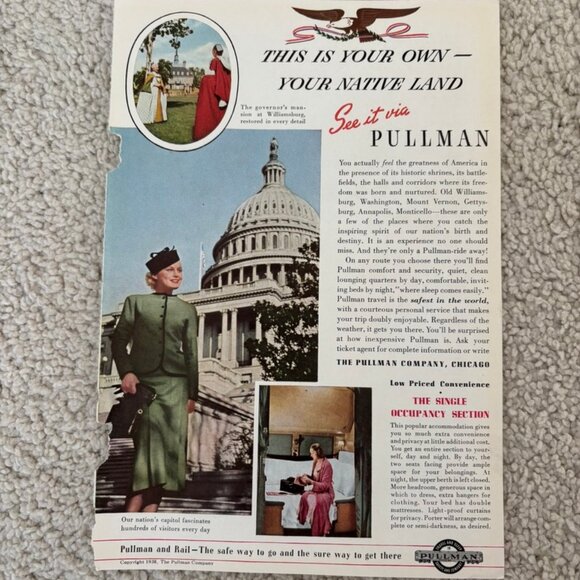 THIS IS YOUR OWN —
YOUR NATIVE LAND
See it via
PULLMAN
The governor's man-
sion at Williamsburg,
restored in every detail
You actually feel the greatness of America in
the presence of its historic shrines, its battle-
fields, the halls and corridors where its free-
dom was born and nurtured. Old Williams-
burg, Washington, Mount Vernon, Gettys-
burg, Annapolis, Monticello—these are only
a few of the places where you catch the
inspiring spirit of our nation's birth and
destiny. It is an experience no one should
miss. And they're only a Pullman-ride away!
On any route you choose there you'll find
Pullman comfort and security, quiet, clean
lounging quarters by day, comfortable, invit-
ing beds by night, "where sleep comes easily."
Pullman travel is the safest in the world,
with a courteous personal service that makes
your trip doubly enjoyable. Regardless of the
weather, it gets you there. You'll be surprised
at how inexpensive Pullman is. Ask your
ticket agent for complete information or write
THE PULLMAN COMPANY, CHICAGO
Low Priced Convenience
THE SINGLE
OCCUPANCY SECTION
This popular accommodation gives
you so much extra convenience
and privacy at little additional cost.
You get an entire section to your-
self, day and night. By day, the
two seats facing provide ample
space for your belongings. At
night, the upper berth is left closed.
More headroom, generous space in
which to dress, extra hangers for
clothing. Your bed has double
mattresses. Light-proof curtains
for privacy. Porter will arrange com-
plete or semi-darkness, as desired.
Our nation's capitol fascinates
hundreds of visitors every day
Pullman and Rail—The safe way to go and the sure way to get there
PULLMAN
Copyright 1938, The Pullman Company